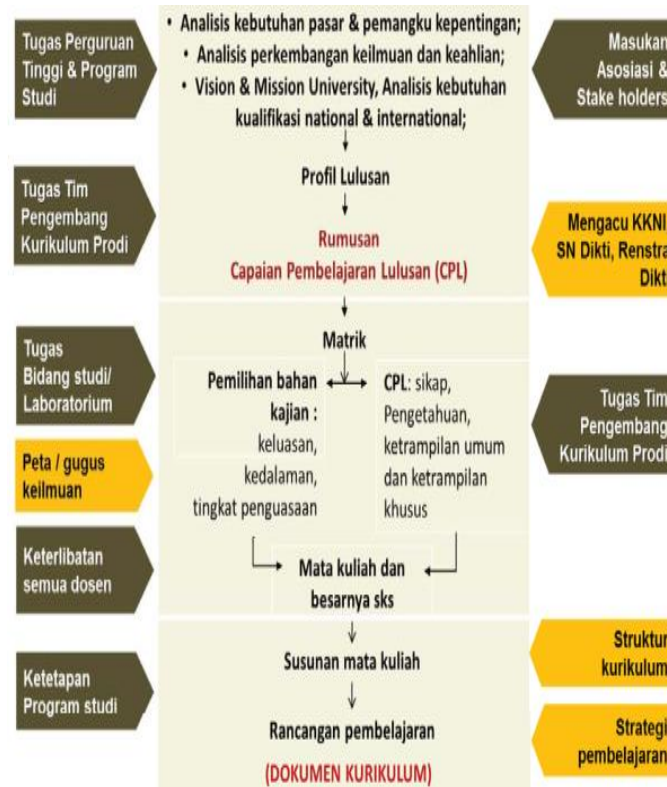 Tugas Perguruan
Tinggi & Program
Studi
• Analisis kebutuhan pasar & pemangku kepentingan;
• Analisis perkembangan keilmuan dan keahlian;
• Vision & Mission University, Analisis kebutuhan
kualifikasi national & international;
Masukan
Asosiasi &
Stake holders
Tugas Tim
Pengembang
Kurikulum Prodi
Profil Lulusan
Rumusan
Capaian Pembelajaran Lulusan (CPL)
Mengacu KKNI
SN Dikti, Renstra
Dikti
Matrik
Tugas
Bidang studi/
Laboratorium
Peta / gugus
keilmuan
Pemilihan bahan
kajian :
keluasan,
kedalaman,
tingkat penguasaan
CPL: sikap,
Pengetahuan,
ketrampilan umum
dan ketrampilan
khusus
Tugas Tim
Pengembang
Kurikulum Prodi
Keterlibatan
semua dosen
Mata kuliah dan
besarnya sks
Susunan mata kuliah
Struktur
kurikulum
Ketetapan
Program studi
Rancangan pembelajaran
(DOKUMEN KURIKULUM)
Strategi
pembelajaran